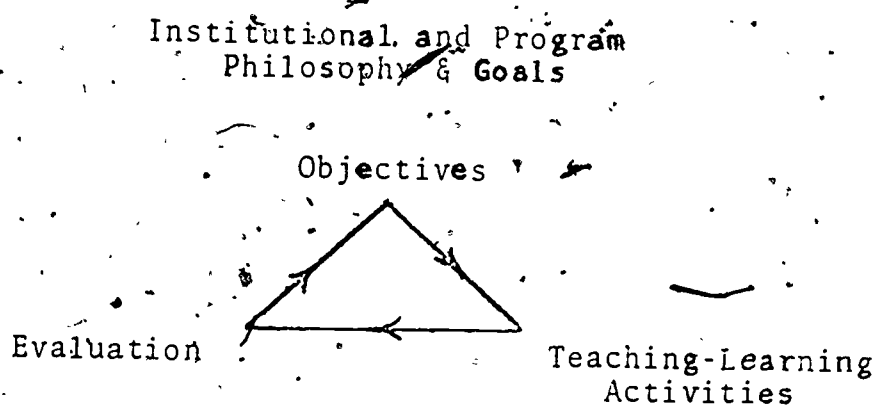 Institutional and Program
Philosophy & Goals
Objectives
Evaluation
Teaching-Learning
Activities